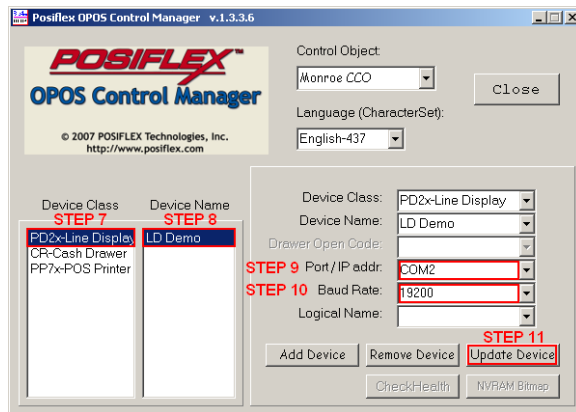 Posiflex OPOS Control Manager v.1.3.3.6
POSIFLEX™
OPOS Control Manager
© 2007 POSIFLEX Technologies, Inc.
http://www.posiflex.com
Control Object:
Monroe CCO
Close
Language (CharacterSet):
English-437
Device Class
Device Name
STEP 7
STEP 8
PD2x-Line Display
LD Demo
CR-Cash Drawer
PP7x-POS Printer
Device Class:
PD2x-Line Display
Device Name:
LD Demo
Drawer Open Code:
STEP 9 Port / IP addr:
COM2
STEP 10 Baud Rate:
19200
Logical Name:
STEP 11
Add Device
Remove Device
Update Device
CheckHealth
NVRAM Bitmap